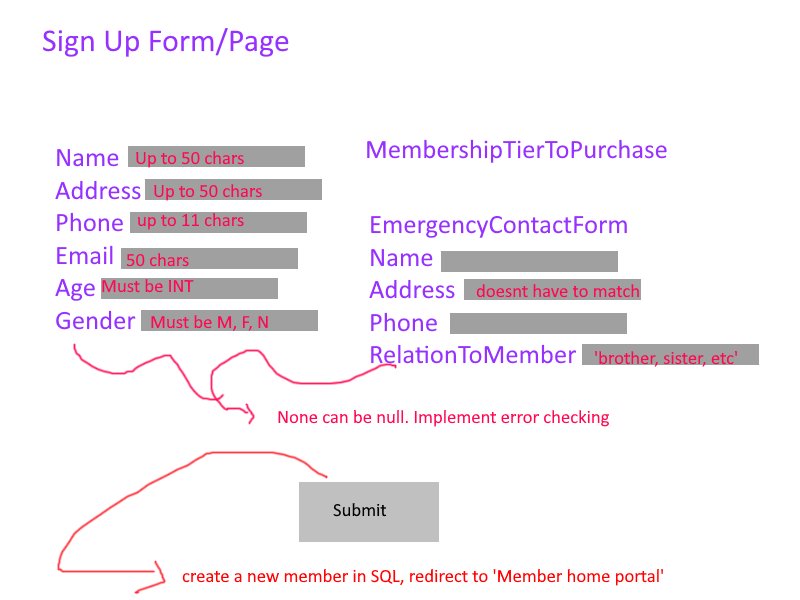 Sign Up Form/Page
Name Up to 50 chars
Address Up to 50 chars
Phone up to 11 chars
Email 50 chars
Age Must be INT
Gender Must be M, F, N
MembershipTierToPurchase
EmergencyContactForm
Name
Address doesnt have to match
Phone
RelationToMember 'brother, sister, etc'
None can be null. Implement error checking
Submit
create a new member in SQL, redirect to 'Member home portal'